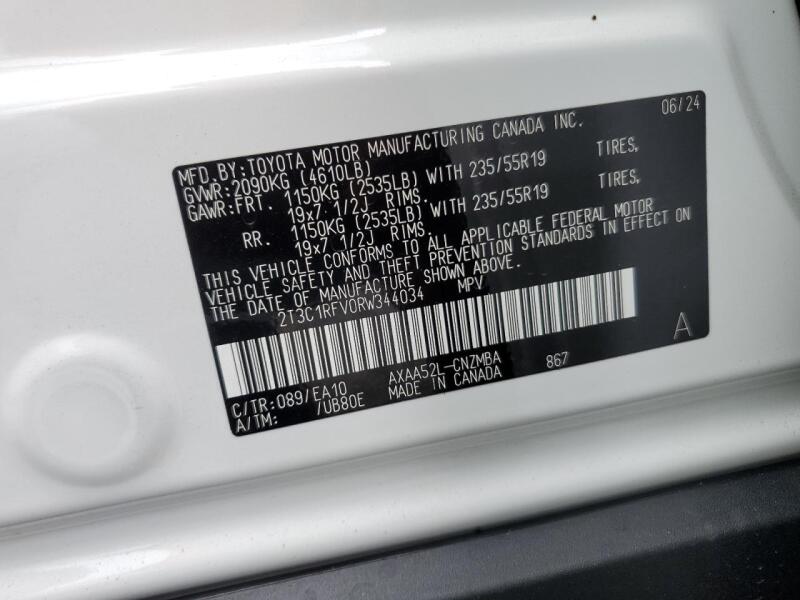 06/24
MFD.BY:TOYOTA MOTOR MANUFACTURING CANADA INC.
GVWR:2090KG (4610LB)
GAWR:FRT. 1150KG (2535LB) WITH 235/55R19 TIRES,
19x7 1/2J RIMS.
RR. 1150KG (2535LB) WITH 235/55R19 TIRES,
19x7 1/2J RIMS.
THIS VEHICLE CONFORMS TO ALL APPLICABLE FEDERAL MOTOR
VEHICLE SAFETY AND THEFT PREVENTION STANDARDS IN EFFECT ON
THE DATE OF MANUFACTURE SHOWN ABOVE.
2T3C1RFV0RW344034 MPV
A
C/TR:089/EA10 AXAA52L-CNZMBA 867
A/TM: /UB80E MADE IN CANADA